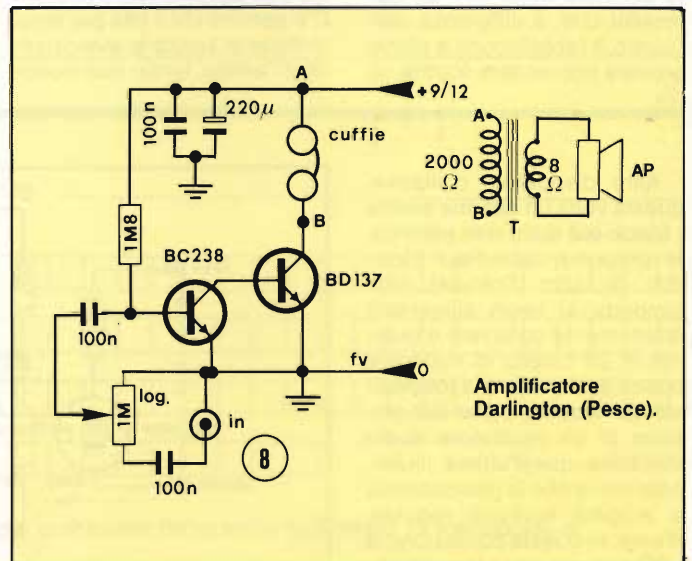 A
+9/12
100n
220µ
cuffie
A
2000 Ω
8 Ω
AP
B
T
B
1M8
BC238
BD137
100n
fv
0
1M
log.
in
8
100n
Amplificatore
Darlington (Pesce).